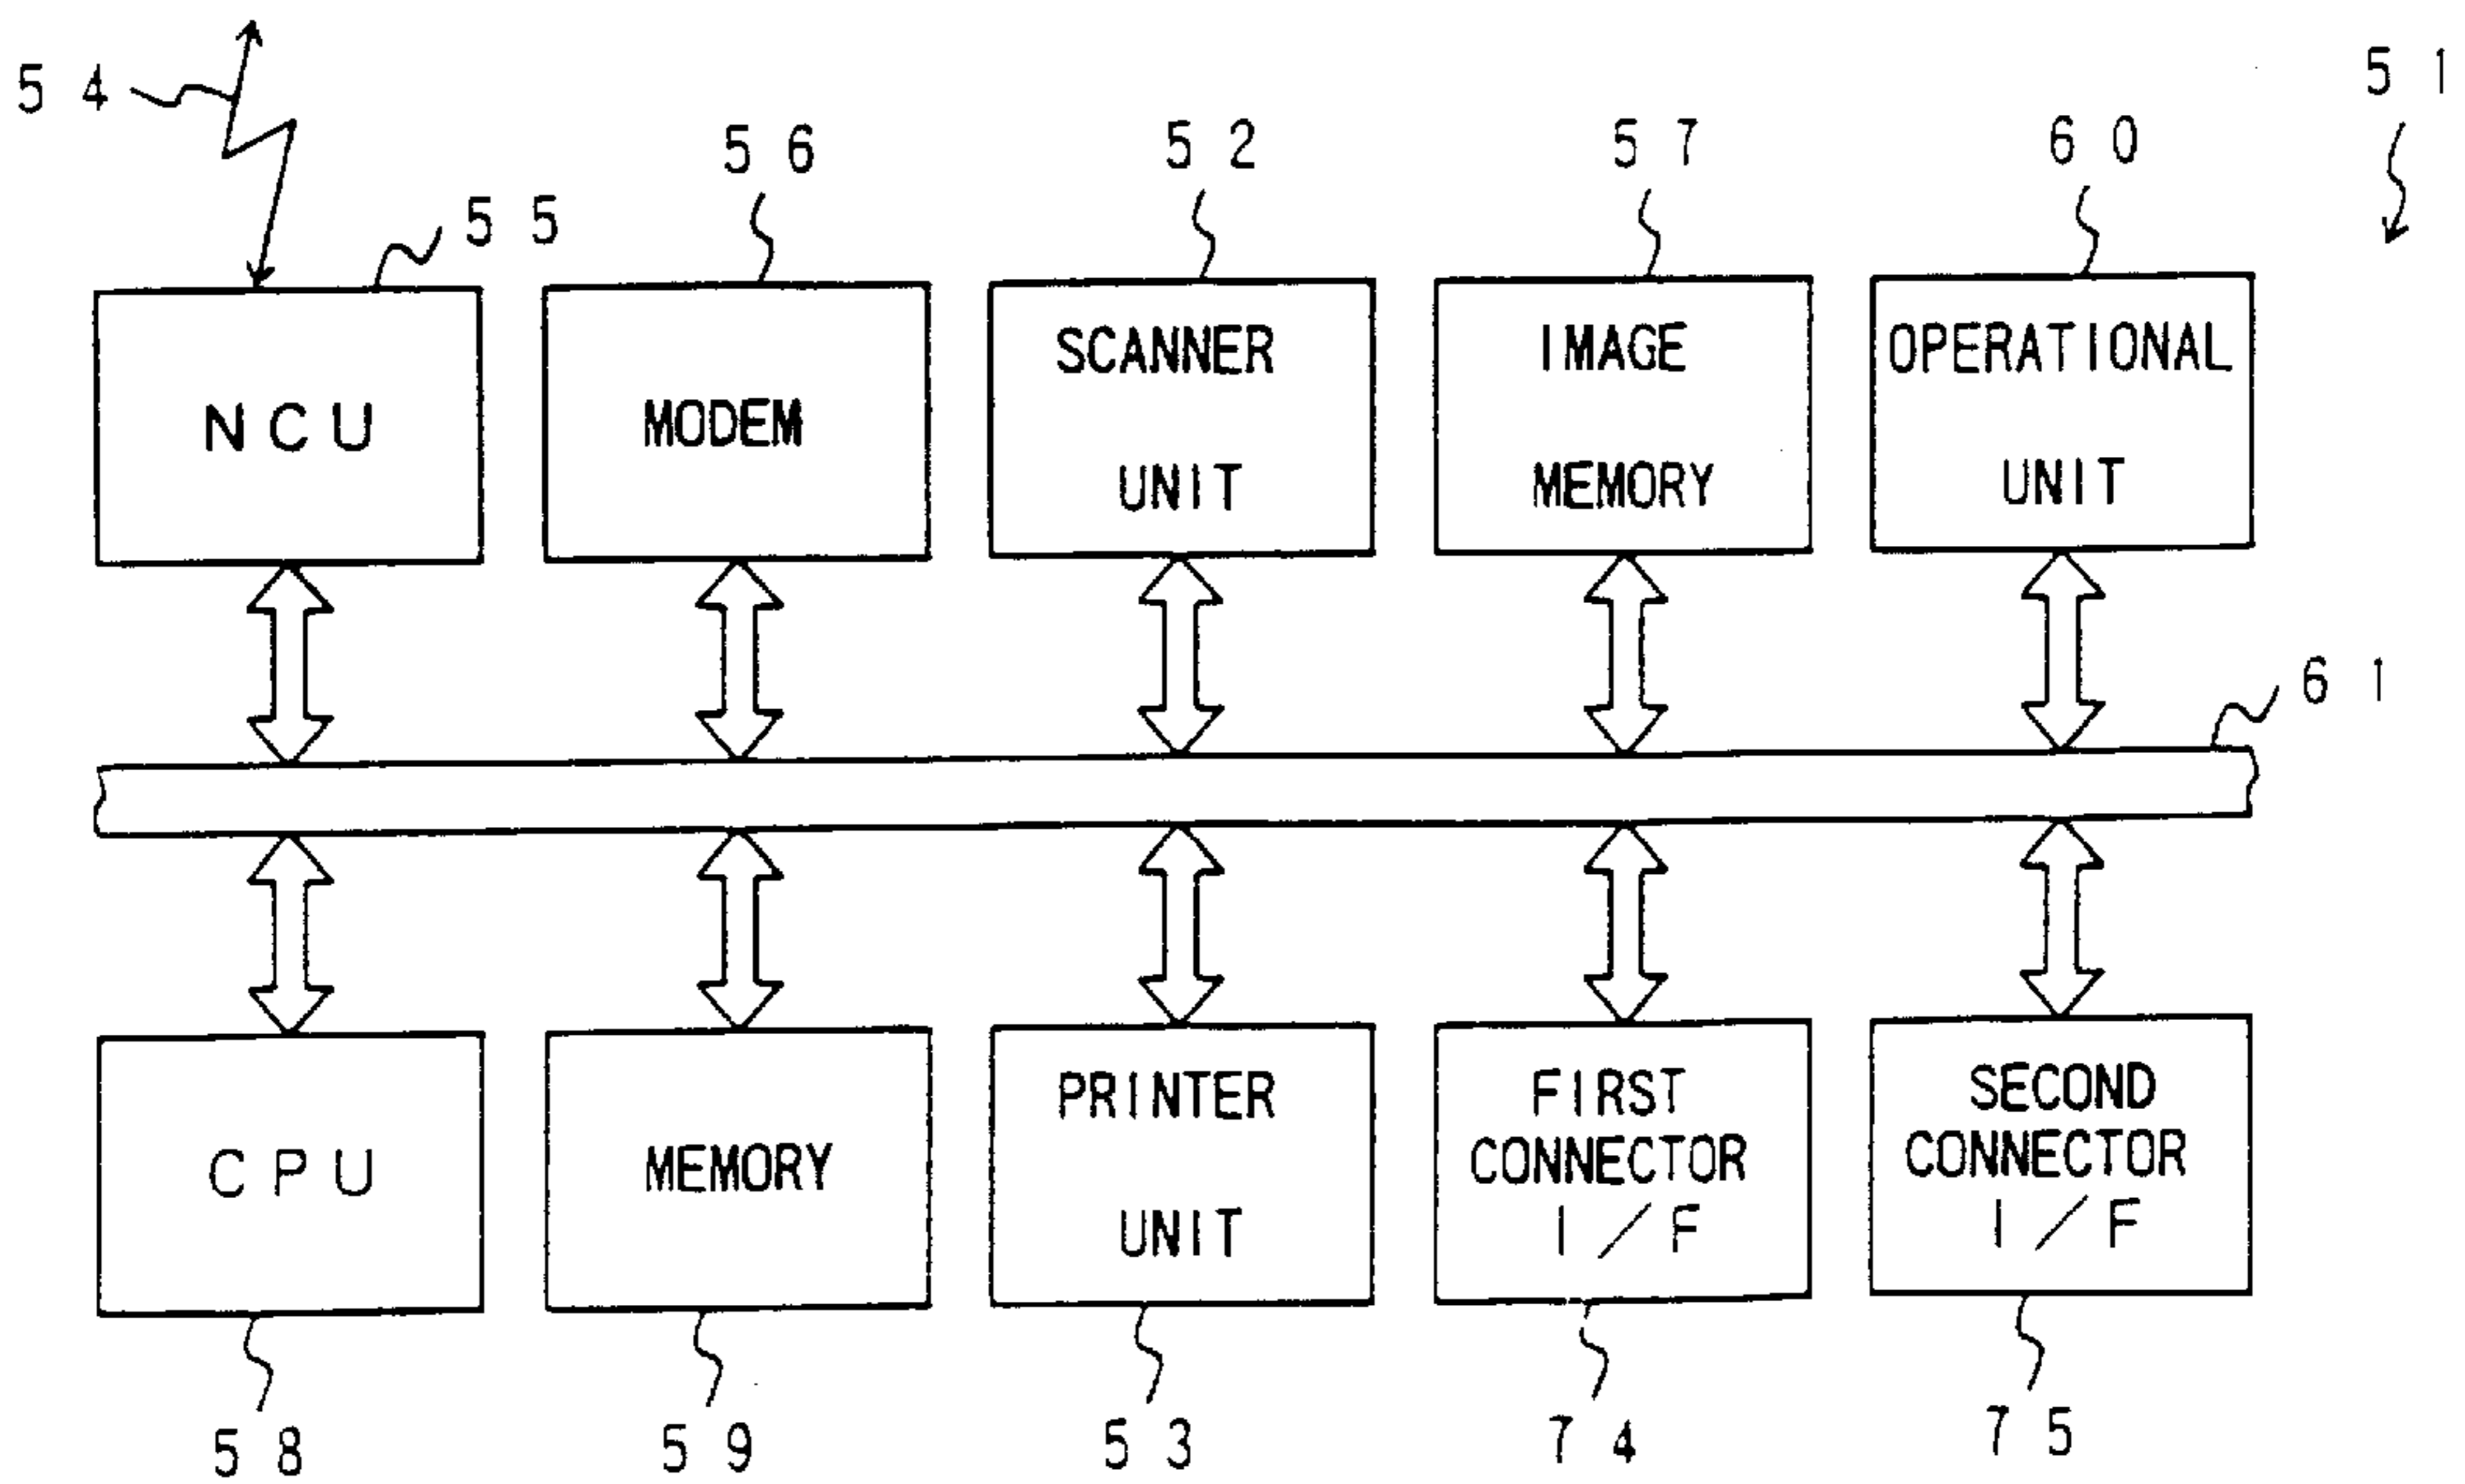 54
51
56
52
57
60
55
NCU
MODEM
SCANNER
UNIT
IMAGE
MEMORY
OPERATIONAL
UNIT
61
CPU
MEMORY
PRINTER
UNIT
FIRST
CONNECTOR
I/F
SECOND
CONNECTOR
I/F
58
59
53
74
75